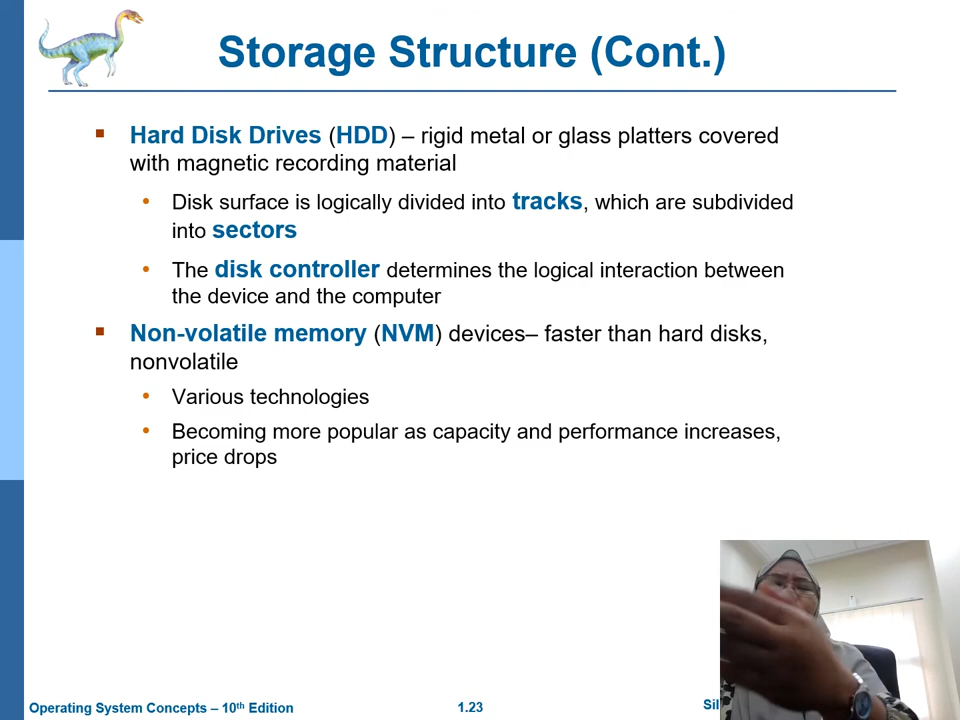 Storage Structure (Cont.)
Hard Disk Drives (HDD) – rigid metal or glass platters covered
with magnetic recording material
Disk surface is logically divided into tracks, which are subdivided
into sectors
The disk controller determines the logical interaction between
the device and the computer
Non-volatile memory (NVM) devices– faster than hard disks,
nonvolatile
Various technologies
Becoming more popular as capacity and performance increases,
price drops
Operating System Concepts – 10th Edition
1.23